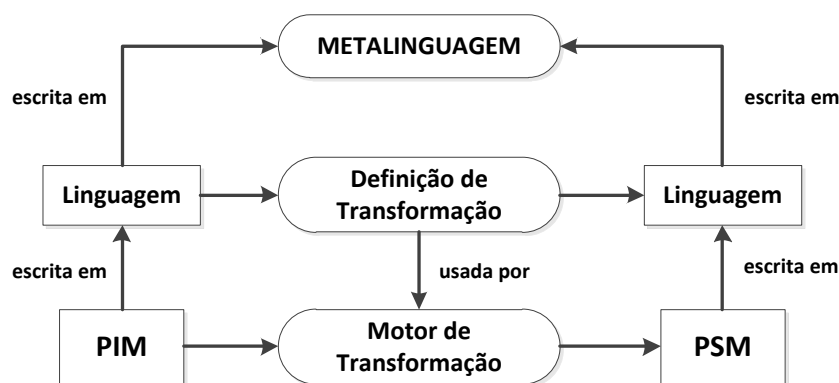 METALINGUAGEM
escrita em
escrita em
Linguagem
Definição de
Transformação
Linguagem
escrita em
usada por
escrita em
PIM
Motor de
Transformação
PSM